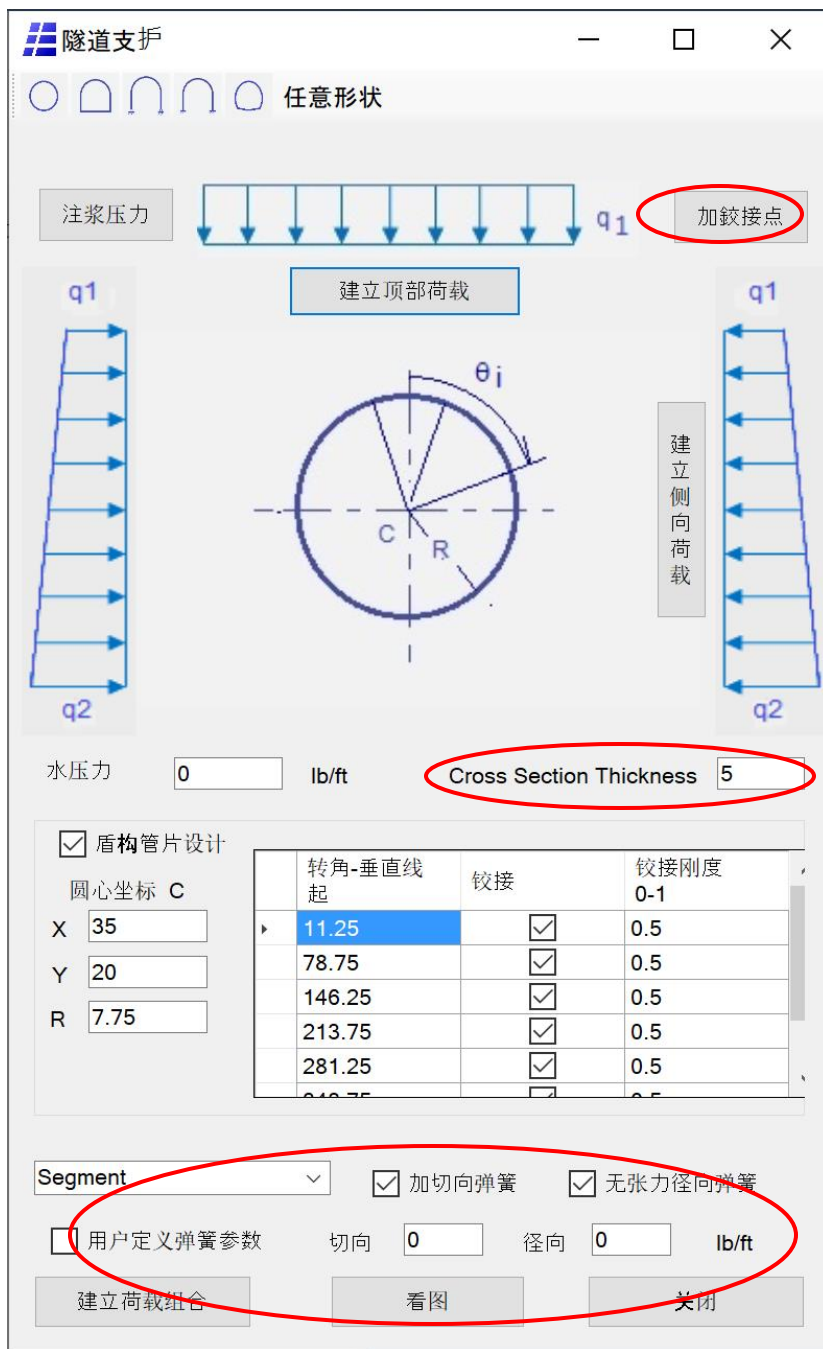 隧道支护
任意形状
注浆压力
q1
加鉸接点
q1
建立顶部荷载
q1
θi
建立侧向荷载
C
R
q2
q2
水压力 0 lb/ft Cross Section Thickness 5
盾构管片设计
圆心坐标 C
X 35
Y 20
R 7.75
转角-垂直线起 铰接 铰接刚度 0-1
11.25 0.5
78.75 0.5
146.25 0.5
213.75 0.5
281.25 0.5
Segment 加切向弹簧 无张力径向弹簧
用户定义弹簧参数 切向 0 径向 0 lb/ft
建立荷载组合 看图 关闭